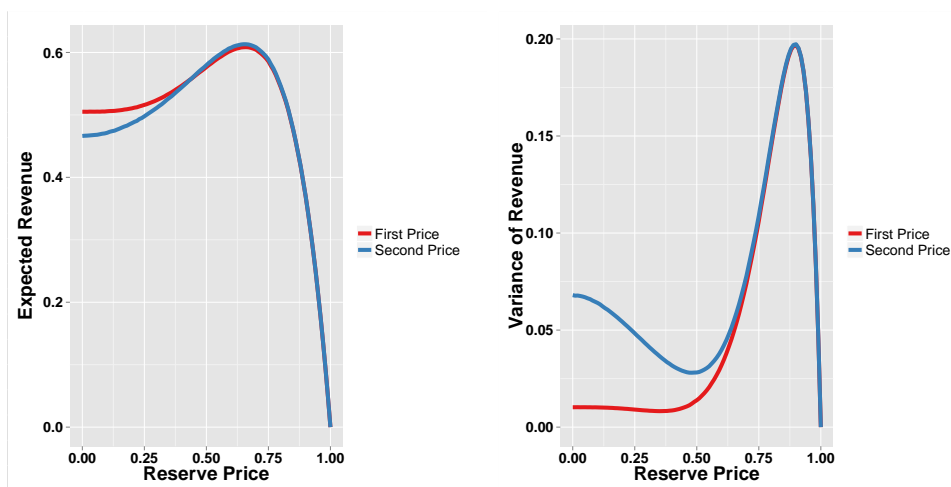 Expected Revenue
0.6
0.4
0.2
0.0
0.00 0.25 0.50 0.75 1.00
Reserve Price
First Price
Second Price
Variance of Revenue
0.20
0.15
0.10
0.05
0.00
0.00 0.25 0.50 0.75 1.00
Reserve Price
First Price
Second Price